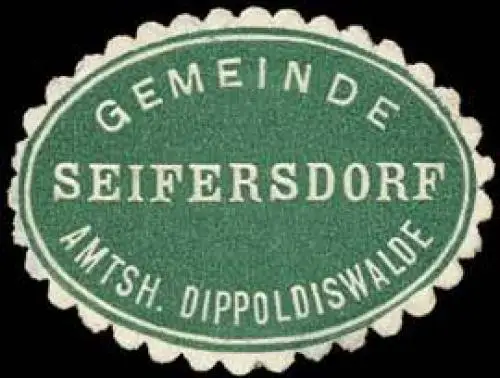 GEMEINDE
SEIFERSDORF
AMTSH. DIPPOLDISWALDE